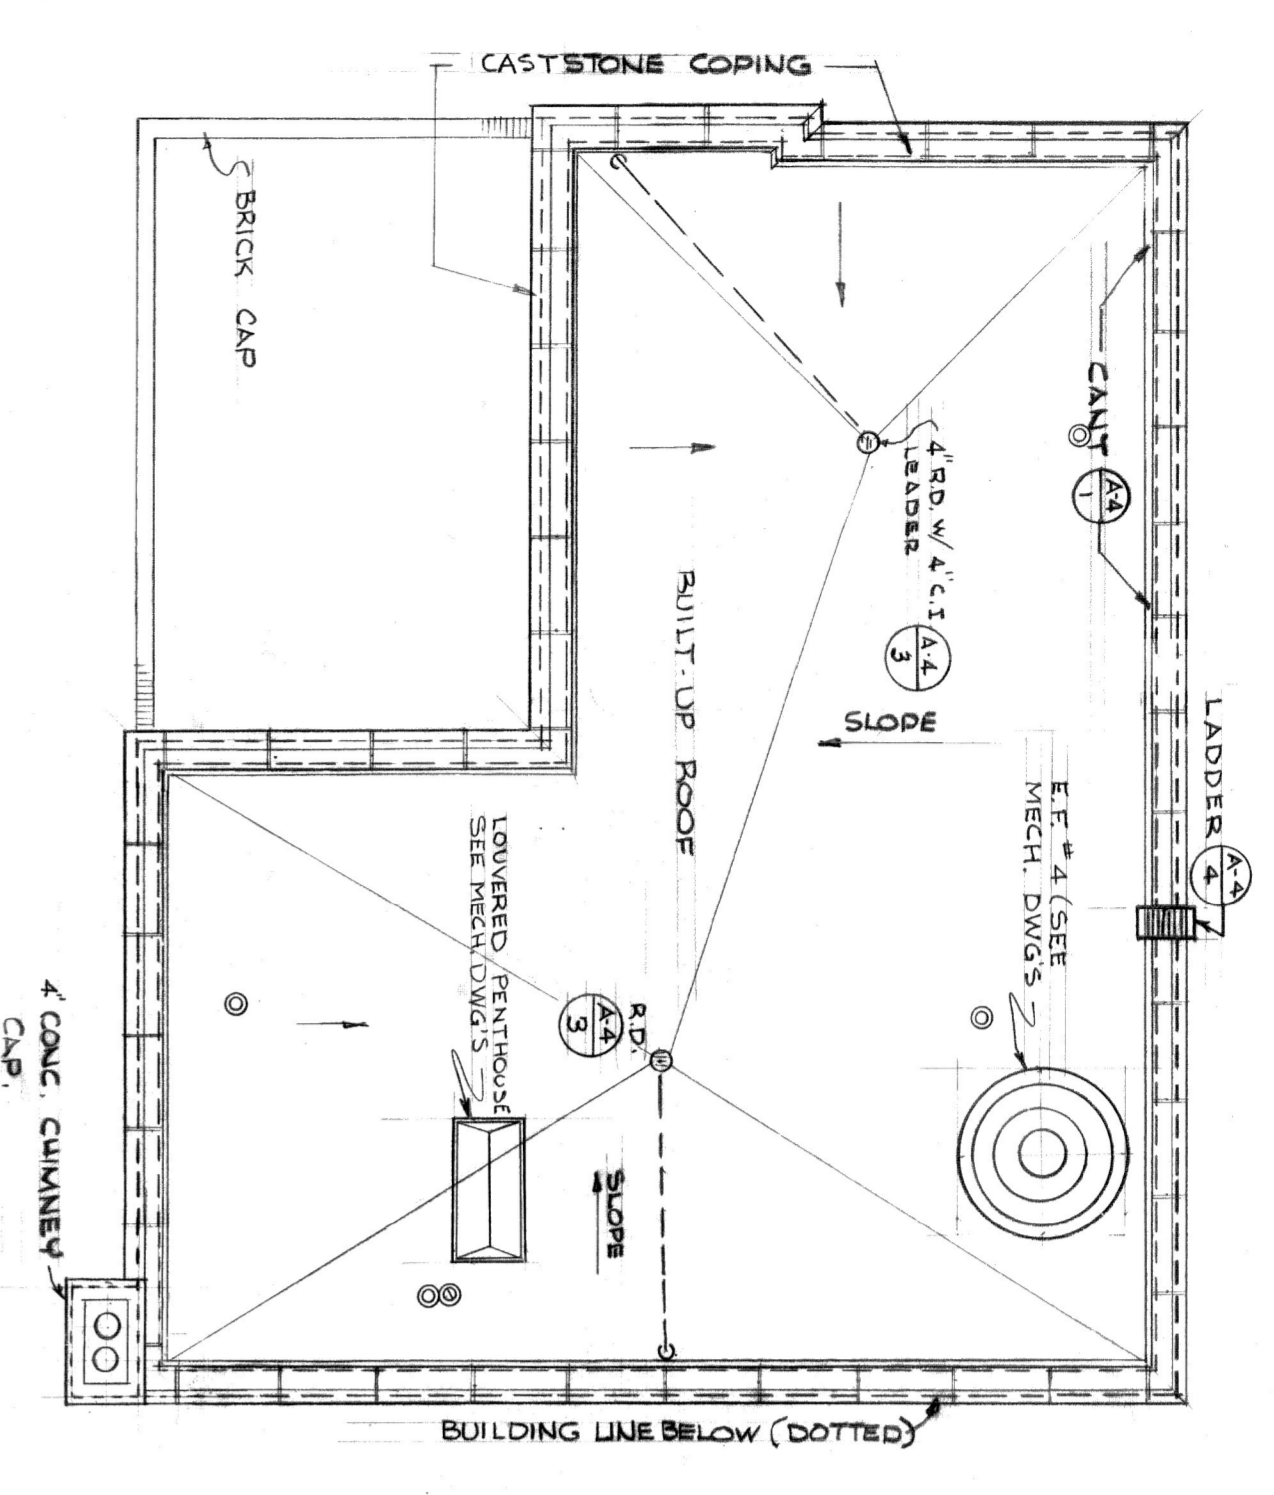 CAST STONE COPING
BRICK CAP
CANT
A-4
1
4" R.D. W/ 4" C.I.
LEADER
A-4
3
BUILT-UP ROOF
SLOPE
LADDER
A-4
4
E.F. # 4 (SEE
MECH. DWG'S
LOUVERED PENTHOUSE
SEE MECH. DWG'S
R.D.
A-4
3
SLOPE
4" CONC. CHIMNEY
CAP.
BUILDING LINE BELOW (DOTTED)